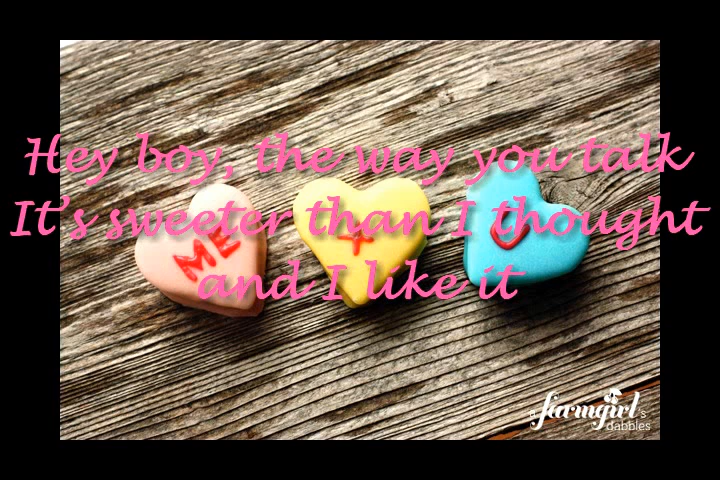 Hey boy, the way you talk
It's sweeter than I thought
and I like it
ME
x
U
a farmgirl's
dabbles